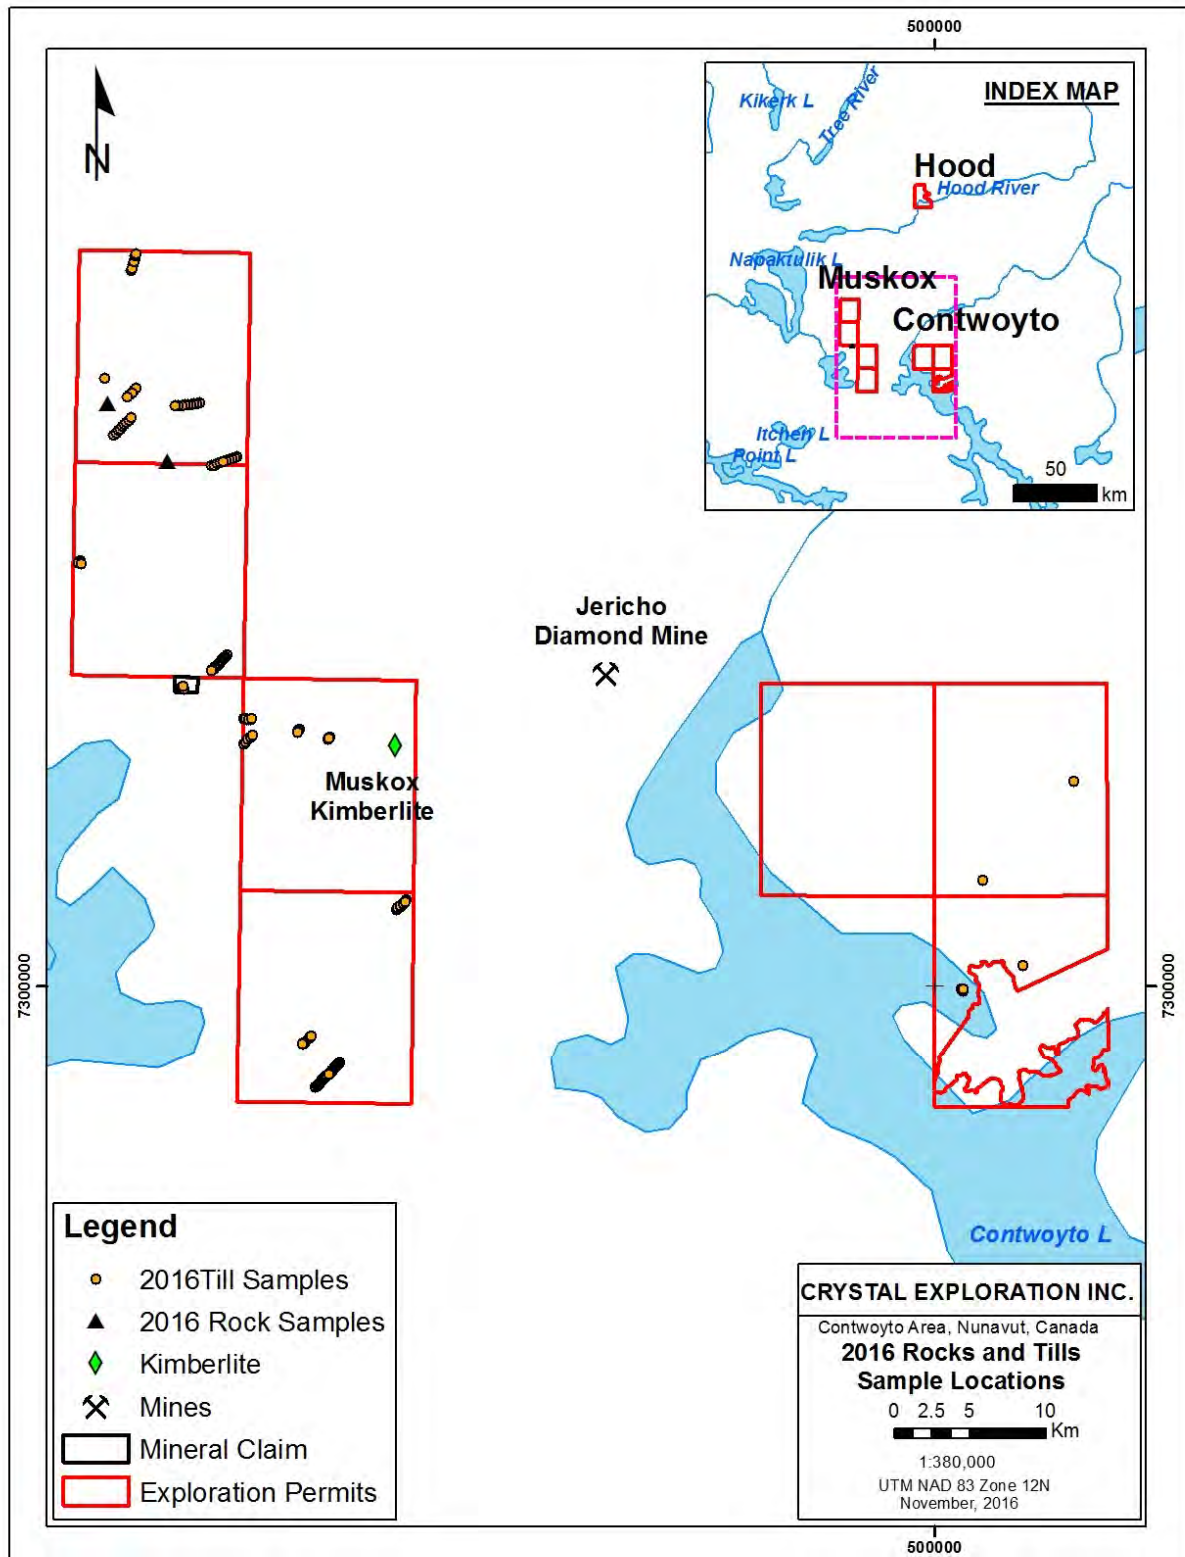 500000
N
INDEX MAP
Kikerk L
Tree River
Hood
Hood River
Napaktulik L
Muskox
Contwoyto
Itchen L
Point L
50
km
Jericho
Diamond Mine
Muskox
Kimberlite
7300000
7300000
Contwoyto L
Legend
2016Till Samples
2016 Rock Samples
Kimberlite
Mines
Mineral Claim
Exploration Permits
CRYSTAL EXPLORATION INC.
Contwoyto Area, Nunavut, Canada
2016 Rocks and Tills
Sample Locations
0 2.5 5 10
Km
1:380,000
UTM NAD 83 Zone 12N
November, 2016
500000